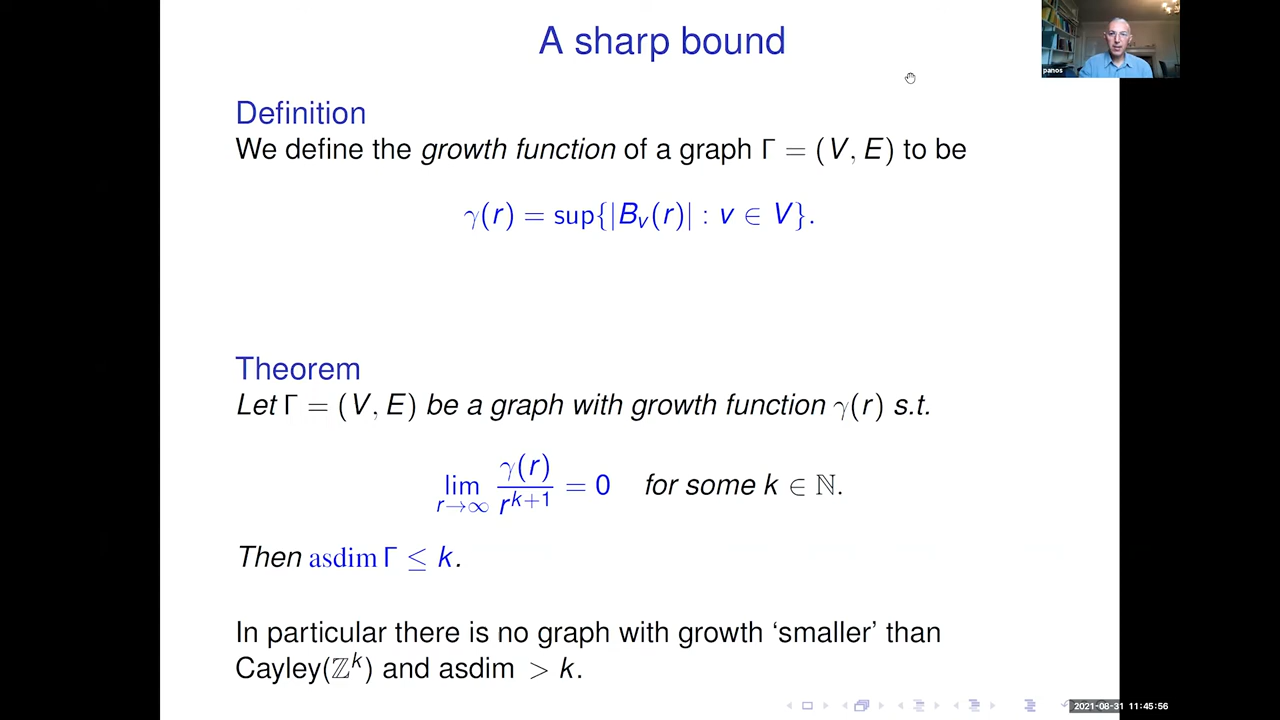 A sharp bound
panos
Definition
We define the growth function of a graph Γ = (V, E) to be
γ(r) = sup{|Bᵥ(r)| : v ∈ V}.
Theorem
Let Γ = (V, E) be a graph with growth function γ(r) s.t.
lim_{r→∞} γ(r)/r^{k+1} = 0 for some k ∈ ℕ.
Then asdim Γ ≤ k.
In particular there is no graph with growth ‘smaller’ than
Cayley(ℤ^k) and asdim > k.
2021-08-31 11:45:56